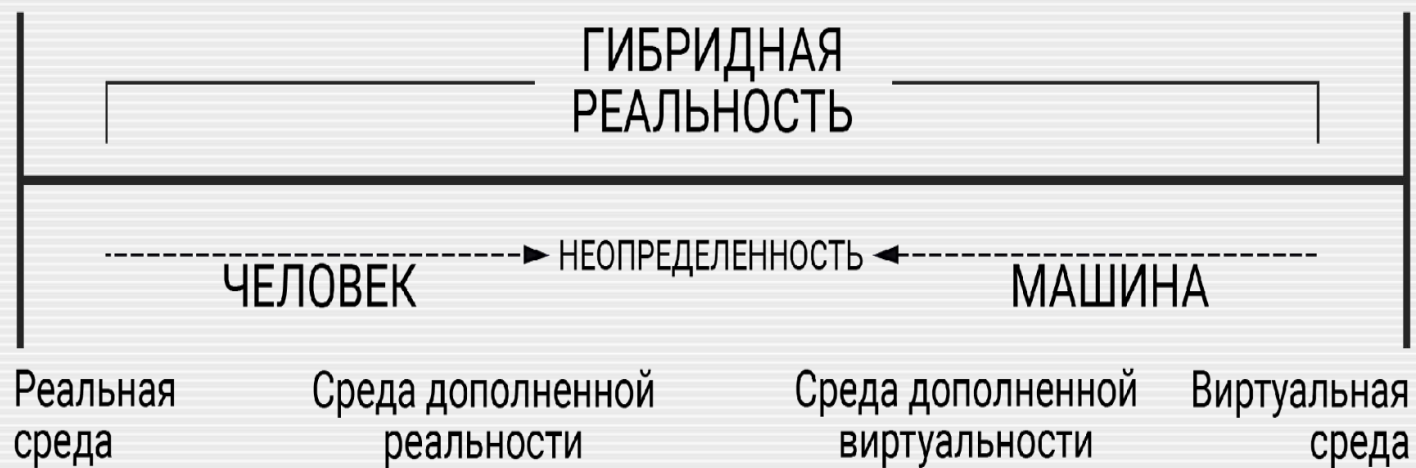 ГИБРИДНАЯ
РЕАЛЬНОСТЬ
НЕОПРЕДЕЛЕННОСТЬ
ЧЕЛОВЕК
МАШИНА
Реальная
среда
Среда дополненной
реальности
Среда дополненной
виртуальности
Виртуальная
среда